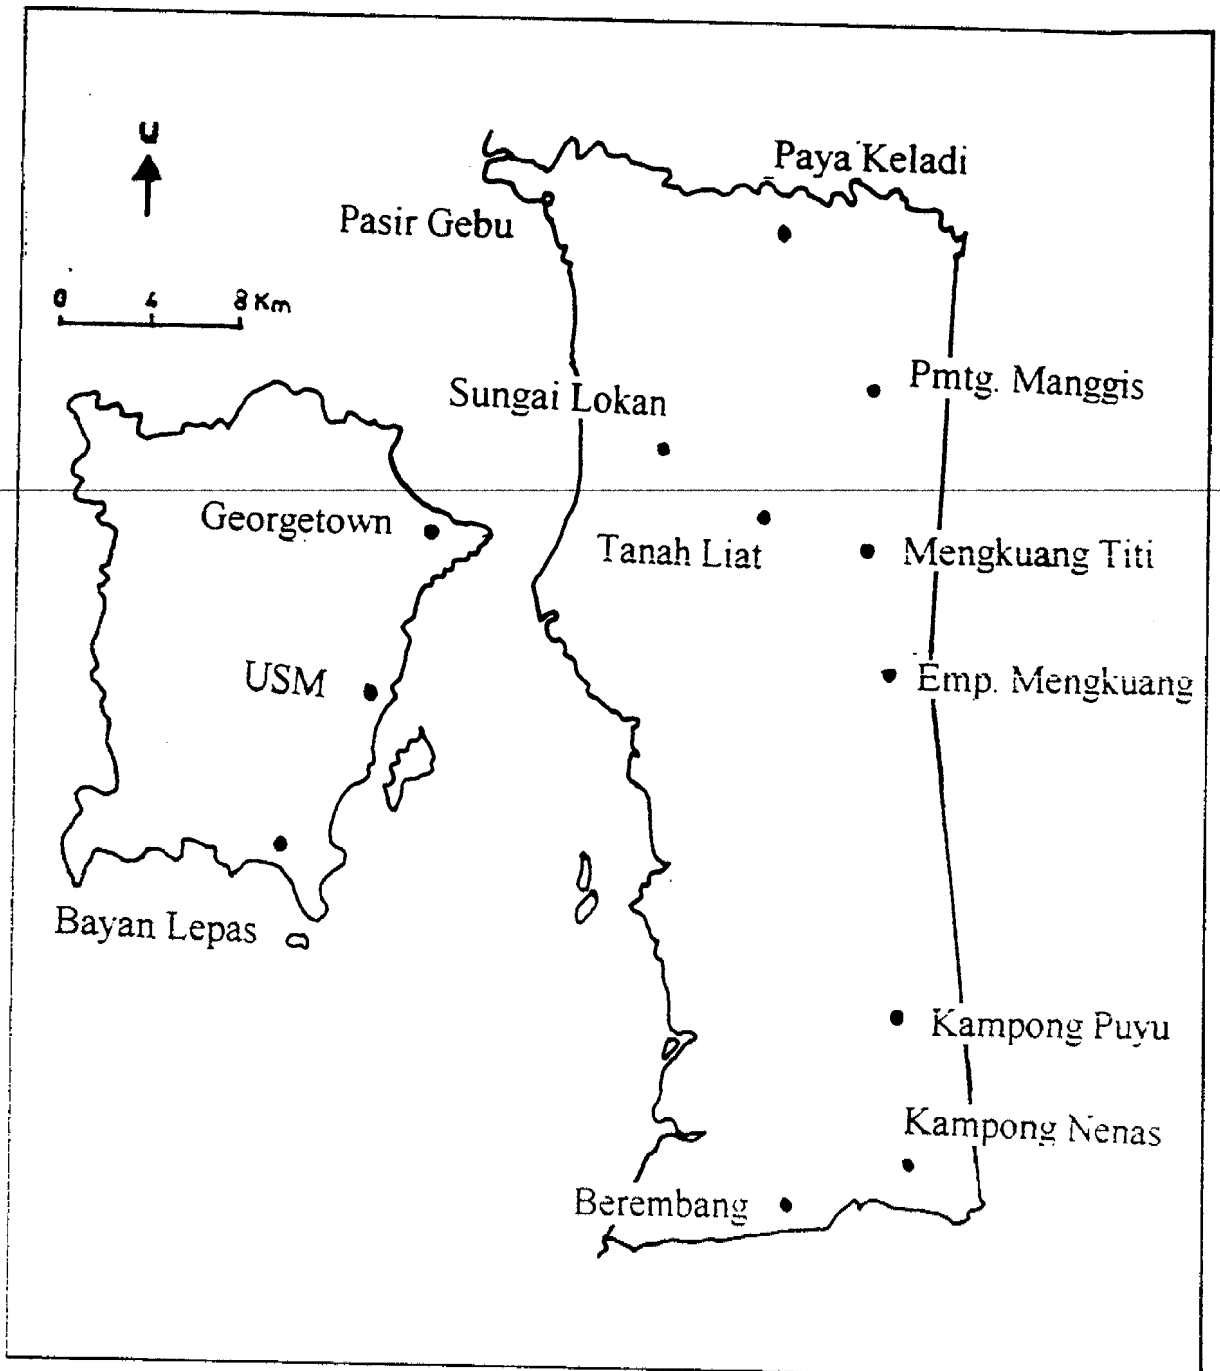 U
Paya Keladi
Pasir Gebu
0 4 8 Km
Pmtg. Manggis
Sungai Lokan
Georgetown
Tanah Liat
Mengkuang Titi
USM
Emp. Mengkuang
Bayan Lepas
Kampong Puyu
Kampong Nenas
Berembang